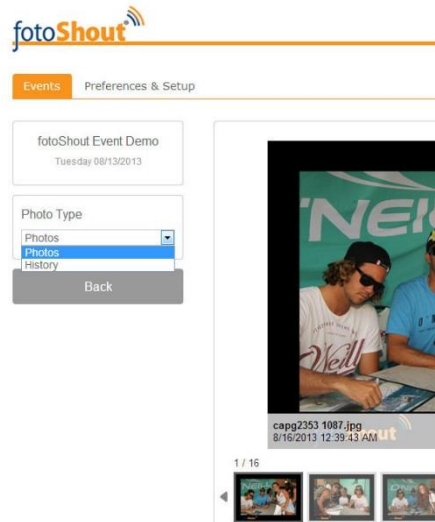 fotoShout
Events
Preferences & Setup
fotoShout Event Demo
Tuesday 08/13/2013
Photo Type
Photos
Photos
History
Back
O'Neill
capg2353 1087.jpg
8/16/2013 12:39:43 AM
1 / 16